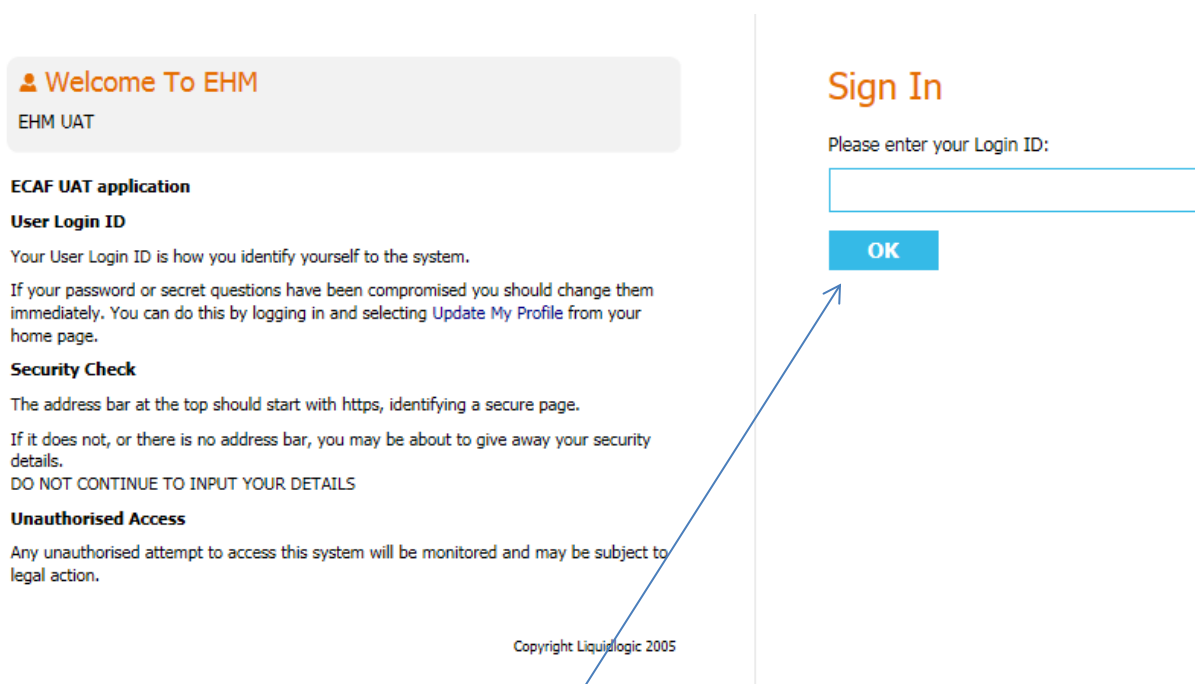 Welcome To EHM
EHM UAT
ECAF UAT application
User Login ID
Your User Login ID is how you identify yourself to the system.
If your password or secret questions have been compromised you should change them
immediately. You can do this by logging in and selecting Update My Profile from your
home page.
Security Check
The address bar at the top should start with https, identifying a secure page.
If it does not, or there is no address bar, you may be about to give away your security
details.
DO NOT CONTINUE TO INPUT YOUR DETAILS
Unauthorised Access
Any unauthorised attempt to access this system will be monitored and may be subject to
legal action.
Copyright Liquidlogic 2005
Sign In
Please enter your Login ID:
OK